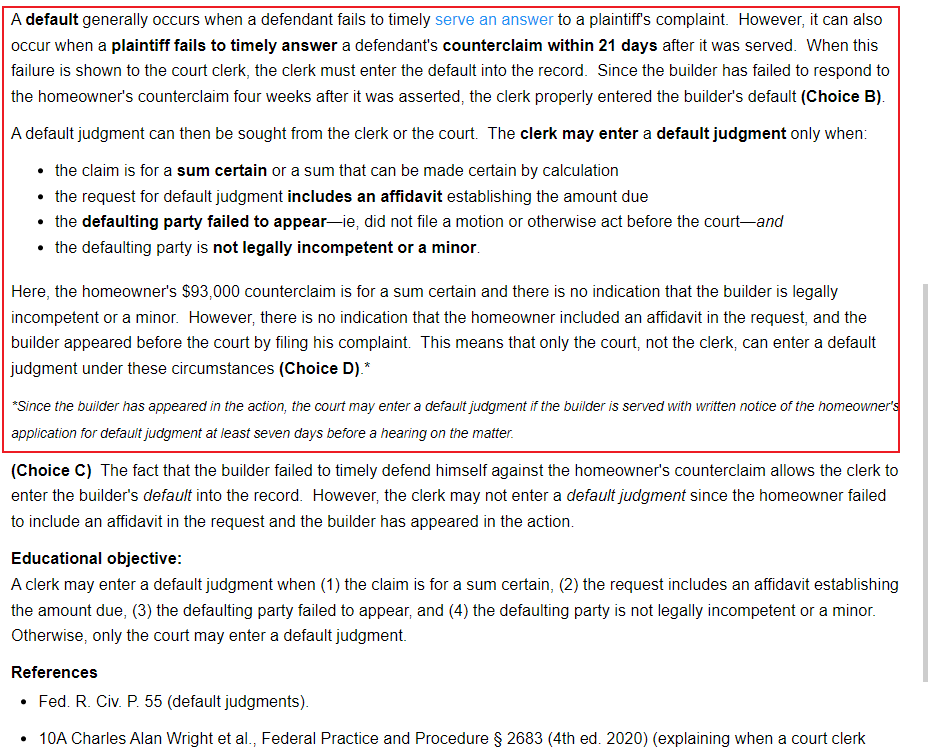 A default generally occurs when a defendant fails to timely serve an answer to a plaintiff's complaint.  However, it can also
occur when a plaintiff fails to timely answer a defendant's counterclaim within 21 days after it was served.  When this
failure is shown to the court clerk, the clerk must enter the default into the record.  Since the builder has failed to respond to
the homeowner's counterclaim four weeks after it was asserted, the clerk properly entered the builder's default (Choice B).
A default judgment can then be sought from the clerk or the court.  The clerk may enter a default judgment only when:
• the claim is for a sum certain or a sum that can be made certain by calculation
• the request for default judgment includes an affidavit establishing the amount due
• the defaulting party failed to appear—ie, did not file a motion or otherwise act before the court—and
• the defaulting party is not legally incompetent or a minor.
Here, the homeowner's $93,000 counterclaim is for a sum certain and there is no indication that the builder is legally
incompetent or a minor.  However, there is no indication that the homeowner included an affidavit in the request, and the
builder appeared before the court by filing his complaint.  This means that only the court, not the clerk, can enter a default
judgment under these circumstances (Choice D).*
*Since the builder has appeared in the action, the court may enter a default judgment if the builder is served with written notice of the homeowner's
application for default judgment at least seven days before a hearing on the matter.
(Choice C)  The fact that the builder failed to timely defend himself against the homeowner's counterclaim allows the clerk to
enter the builder's default into the record.  However, the clerk may not enter a default judgment since the homeowner failed
to include an affidavit in the request and the builder has appeared in the action.
Educational objective:
A clerk may enter a default judgment when (1) the claim is for a sum certain, (2) the request includes an affidavit establishing
the amount due, (3) the defaulting party failed to appear, and (4) the defaulting party is not legally incompetent or a minor.
Otherwise, only the court may enter a default judgment.
References
• Fed. R. Civ. P. 55 (default judgments).
• 10A Charles Alan Wright et al., Federal Practice and Procedure § 2683 (4th ed. 2020) (explaining when a court clerk